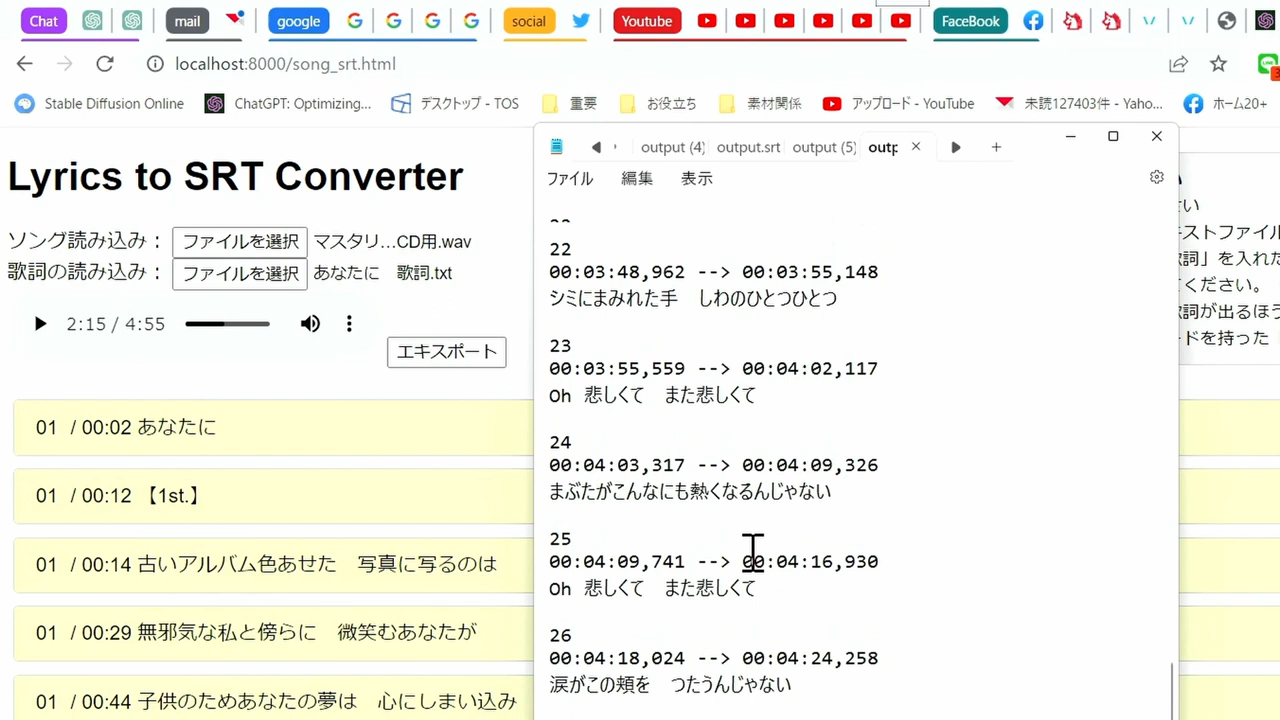 Chat mail google social Youtube FaceBook
localhost:8000/song_srt.html
Stable Diffusion Online ChatGPT: Optimizing... デスクトップ - TOS 重要 お役立ち 素材関係 アップロード - YouTube 未読127403件 - Yaho... ホーム20+
Lyrics to SRT Converter
ソング読み込み： ファイルを選択 マスタリ...CD用.wav
歌詞の読み込み： ファイルを選択 あなたに　歌詞.txt
2:15 / 4:55
エキスポート
01 / 00:02 あなたに
01 / 00:12 【1st.】
01 / 00:14 古いアルバム色あせた　写真に写るのは
01 / 00:29 無邪気な私と傍らに　微笑むあなたが
01 / 00:44 子供のためあなたの夢は　心にしまい込み
output (4) output.srt output (5) outp
ファイル 編集 表示
22
00:03:48,962 --> 00:03:55,148
シミにまみれた手　しわのひとつひとつ
23
00:03:55,559 --> 00:04:02,117
Oh 悲しくて　また悲しくて
24
00:04:03,317 --> 00:04:09,326
まぶたがこんなにも熱くなるんじゃない
25
00:04:09,741 --> 00:04:16,930
Oh 悲しくて　また悲しくて
26
00:04:18,024 --> 00:04:24,258
涙がこの頬を　つたうんじゃない
さい
キストファイル
歌詞」を入れた
てください。
歌詞が出るほう
ードを持った